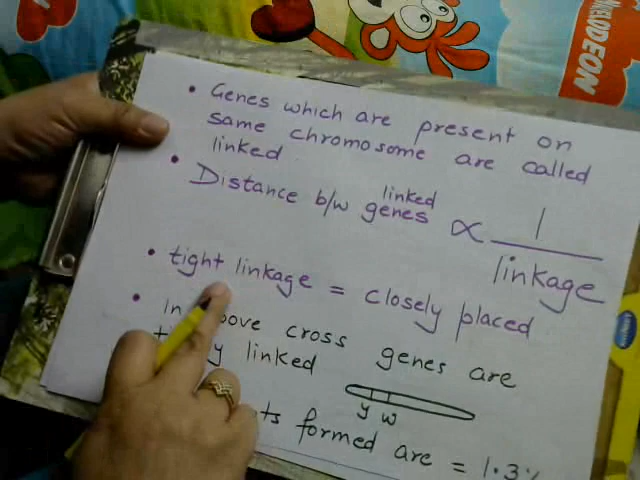 NICKELODEON
• Genes which are present on
same chromosome are called
linked
• Distance b/w linked genes ∝ 1/linkage
• tight linkage = closely placed
• In cross genes are
linked
y w
formed are = 1.3%